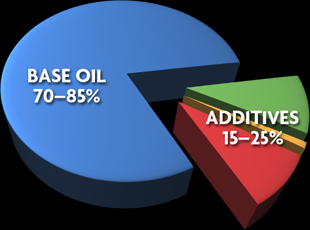 BASE OIL
70–85%
ADDITIVES
15–25%